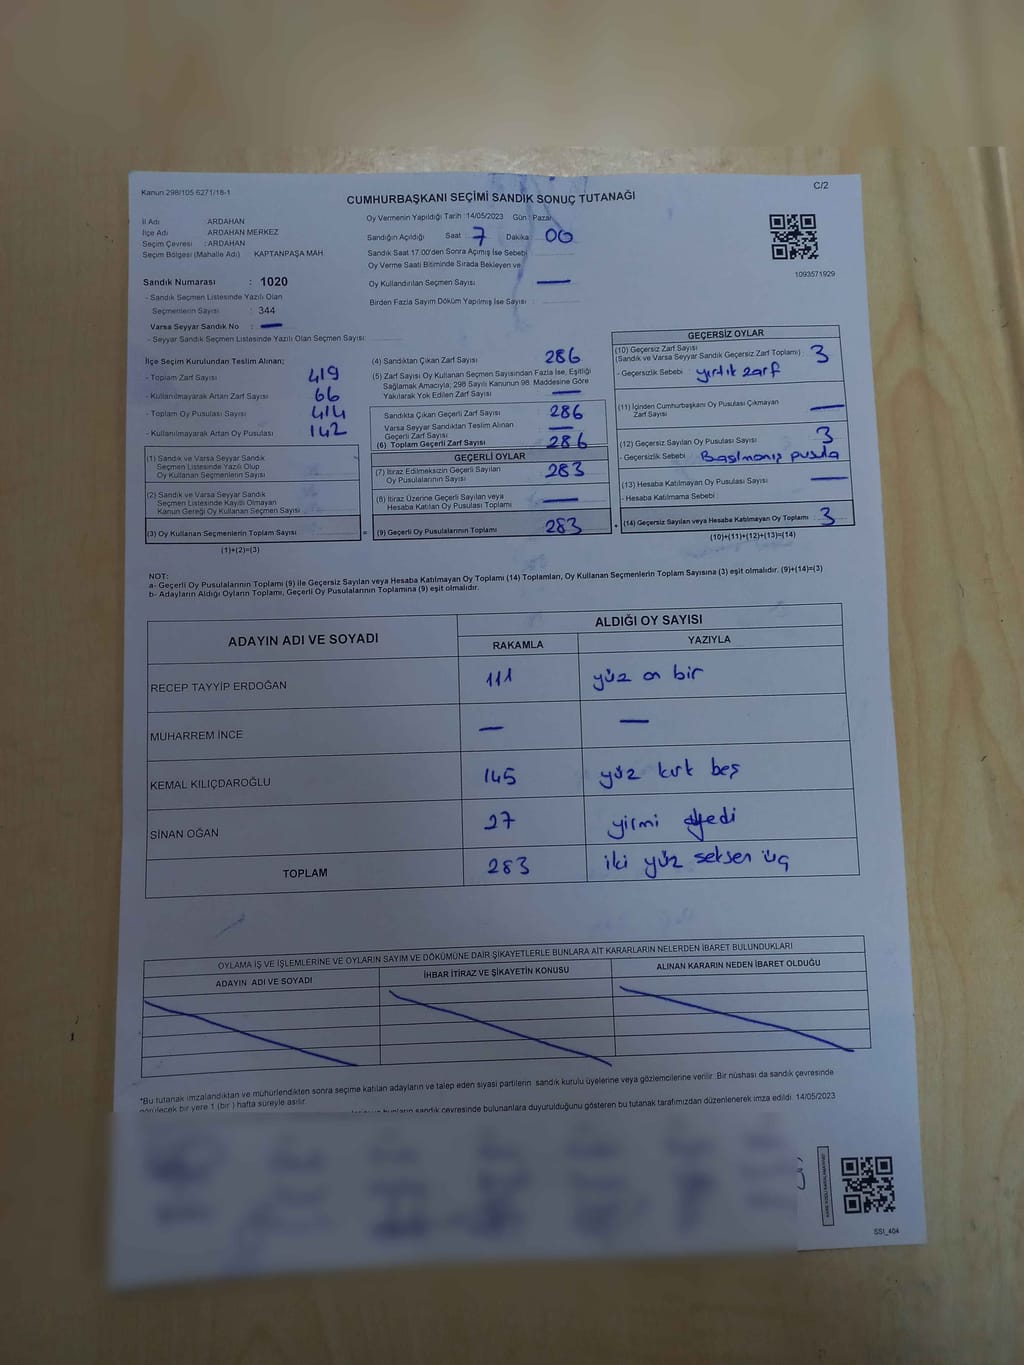 Kanun 298/105 6271/18-1
C/2
CUMHURBAŞKANI SEÇİMİ SANDIK SONUÇ TUTANAĞI
İl Adı ARDAHAN
İlçe Adı ARDAHAN MERKEZ
Seçim Çevresi : ARDAHAN
Seçim Bölgesi (Mahalle Adı) KAPTANPAŞA MAH.
Oy Vermenin Yapıldığı Tarih :14/05/2023 Gün : Pazar
Sandığın Açıldığı Saat : 7 Dakika : 00
Sandık Saat 17:00'den Sonra Açılmış İse Sebebi
Oy Verme Saati Bitiminde Sırada Bekleyen ve
Oy Kullandırılan Seçmen Sayısı —
Birden Fazla Sayım Döküm Yapılmış İse Sayısı :
1093571929
Sandık Numarası : 1020
- Sandık Seçmen Listesinde Yazılı Olan
Seçmenlerin Sayısı : 344
Varsa Seyyar Sandık No : —
- Seyyar Sandık Seçmen Listesinde Yazılı Olan Seçmen Sayısı:
İlçe Seçim Kurulundan Teslim Alınan;
- Toplam Zarf Sayısı 419
- Kullanılmayarak Artan Zarf Sayısı 66
- Toplam Oy Pusulası Sayısı 414
- Kullanılmayarak Artan Oy Pusulası 142
(1) Sandık ve Varsa Seyyar Sandık
Seçmen Listesinde Yazılı Olup
Oy Kullanan Seçmenlerin Sayısı
(2) Sandık ve Varsa Seyyar Sandık
Seçmen Listesinde Kayıtlı Olmayan
Kanun Gereği Oy Kullanan Seçmen Sayısı
(3) Oy Kullanan Seçmenlerin Toplam Sayısı
(1)+(2)=(3)
(4) Sandıktan Çıkan Zarf Sayısı 286
(5) Zarf Sayısı Oy Kullanan Seçmen Sayısından Fazla İse, Eşitliği
Sağlamak Amacıyla; 298 Sayılı Kanunun 98. Maddesine Göre
Yakılarak Yok Edilen Zarf Sayısı —
Sandıkta Çıkan Geçerli Zarf Sayısı 286
Varsa Seyyar Sandıktan Teslim Alınan
Geçerli Zarf Sayısı —
(6) Toplam Geçerli Zarf Sayısı 286
GEÇERLİ OYLAR
(7) İtiraz Edilmeksizin Geçerli Sayılan
Oy Pusulalarının Sayısı 283
(8) İtiraz Üzerine Geçerli Sayılan veya
Hesaba Katılan Oy Pusulası Toplamı —
= (9) Geçerli Oy Pusulalarının Toplamı 283
GEÇERSİZ OYLAR
(10) Geçersiz Zarf Sayısı
(Sandık ve Varsa Seyyar Sandık Geçersiz Zarf Toplamı) 3
- Geçersizlik Sebebi : yırtık zarf
(11) İçinden Cumhurbaşkanı Oy Pusulası Çıkmayan
Zarf Sayısı —
(12) Geçersiz Sayılan Oy Pusulası Sayısı 3
- Geçersizlik Sebebi : Basılmamış pusula
(13) Hesaba Katılmayan Oy Pusulası Sayısı —
- Hesaba Katılmama Sebebi :
+ (14) Geçersiz Sayılan veya Hesaba Katılmayan Oy Toplamı 3
(10)+(11)+(12)+(13)=(14)
NOT:
a- Geçerli Oy Pusulalarının Toplamı (9) ile Geçersiz Sayılan veya Hesaba Katılmayan Oy Toplamı (14) Toplamları, Oy Kullanan Seçmenlerin Toplam Sayısına (3) eşit olmalıdır. (9)+(14)=(3)
b- Adayların Aldığı Oyların Toplamı, Geçerli Oy Pusulalarının Toplamına (9) eşit olmalıdır.
ADAYIN ADI VE SOYADI ALDIĞI OY SAYISI
RAKAMLA YAZIYLA
RECEP TAYYİP ERDOĞAN 111 yüz on bir
MUHARREM İNCE — —
KEMAL KILIÇDAROĞLU 145 yüz kırk beş
SİNAN OĞAN 27 yirmi yedi
TOPLAM 283 iki yüz seksen üç
OYLAMA İŞ VE İŞLEMLERİNE VE OYLARIN SAYIM VE DÖKÜMÜNE DAİR ŞİKAYETLERLE BUNLARA AİT KARARLARIN NELERDEN İBARET BULUNDUKLARI
ADAYIN ADI VE SOYADI İHBAR İTİRAZ VE ŞİKAYETİN KONUSU ALINAN KARARIN NEDEN İBARET OLDUĞU
*Bu tutanak imzalandıktan ve mühürlendikten sonra seçime katılan adayların ve talep eden siyasi partilerin sandık kurulu üyelerine veya gözlemcilerine verilir. Bir nüshası da sandık çevresinde
görülecek bir yere 1 (bir) hafta süreyle asılır.
bunların sandık çevresinde bulunanlara duyurulduğunu gösteren bu tutanak tarafımızdan düzenlenerek imza edildi. 14/05/2023
SSI_404